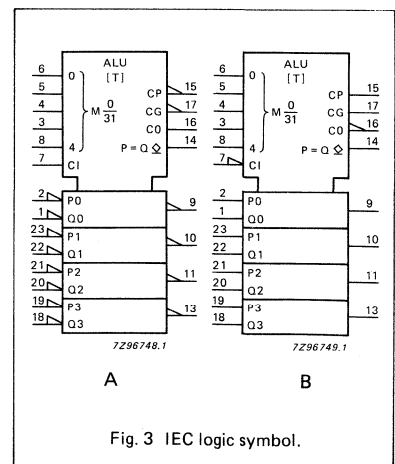 ALU
[T]
6
0
5
4
M 0/31
3
8
4
7
CI
CP
15
CG
17
C0
16
P = Q
14
2
P0
1
Q0
9
23
P1
22
Q1
10
21
P2
20
Q2
11
19
P3
18
Q3
13
7Z96748.1
A
ALU
[T]
6
0
5
4
M 0/31
3
8
4
7
CI
CP
15
CG
17
C0
16
P = Q
14
2
P0
1
Q0
9
23
P1
22
Q1
10
21
P2
20
Q2
11
19
P3
18
Q3
13
7Z96749.1
B
Fig. 3 IEC logic symbol.